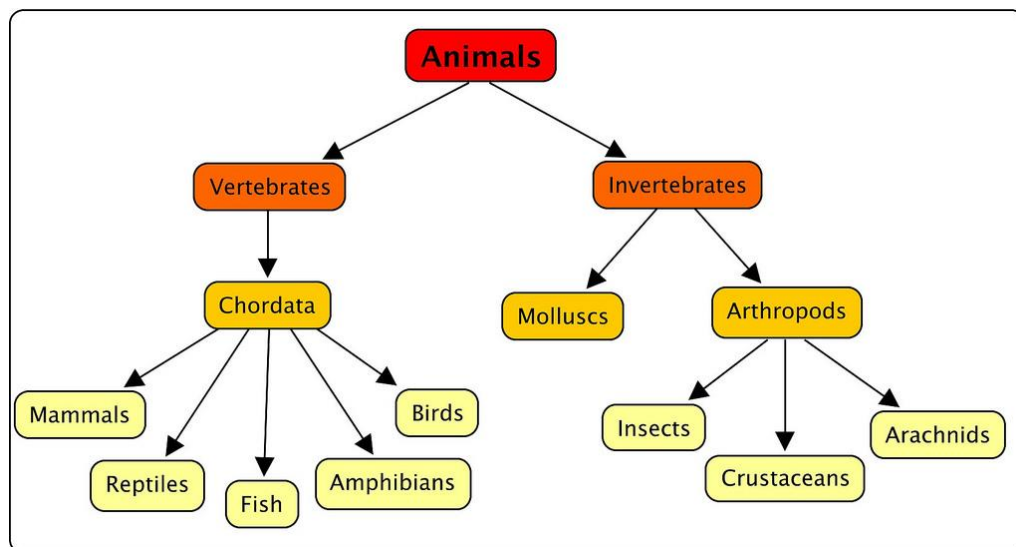 Animals
Vertebrates
Invertebrates
Chordata
Molluscs
Arthropods
Mammals
Reptiles
Fish
Amphibians
Birds
Insects
Crustaceans
Arachnids